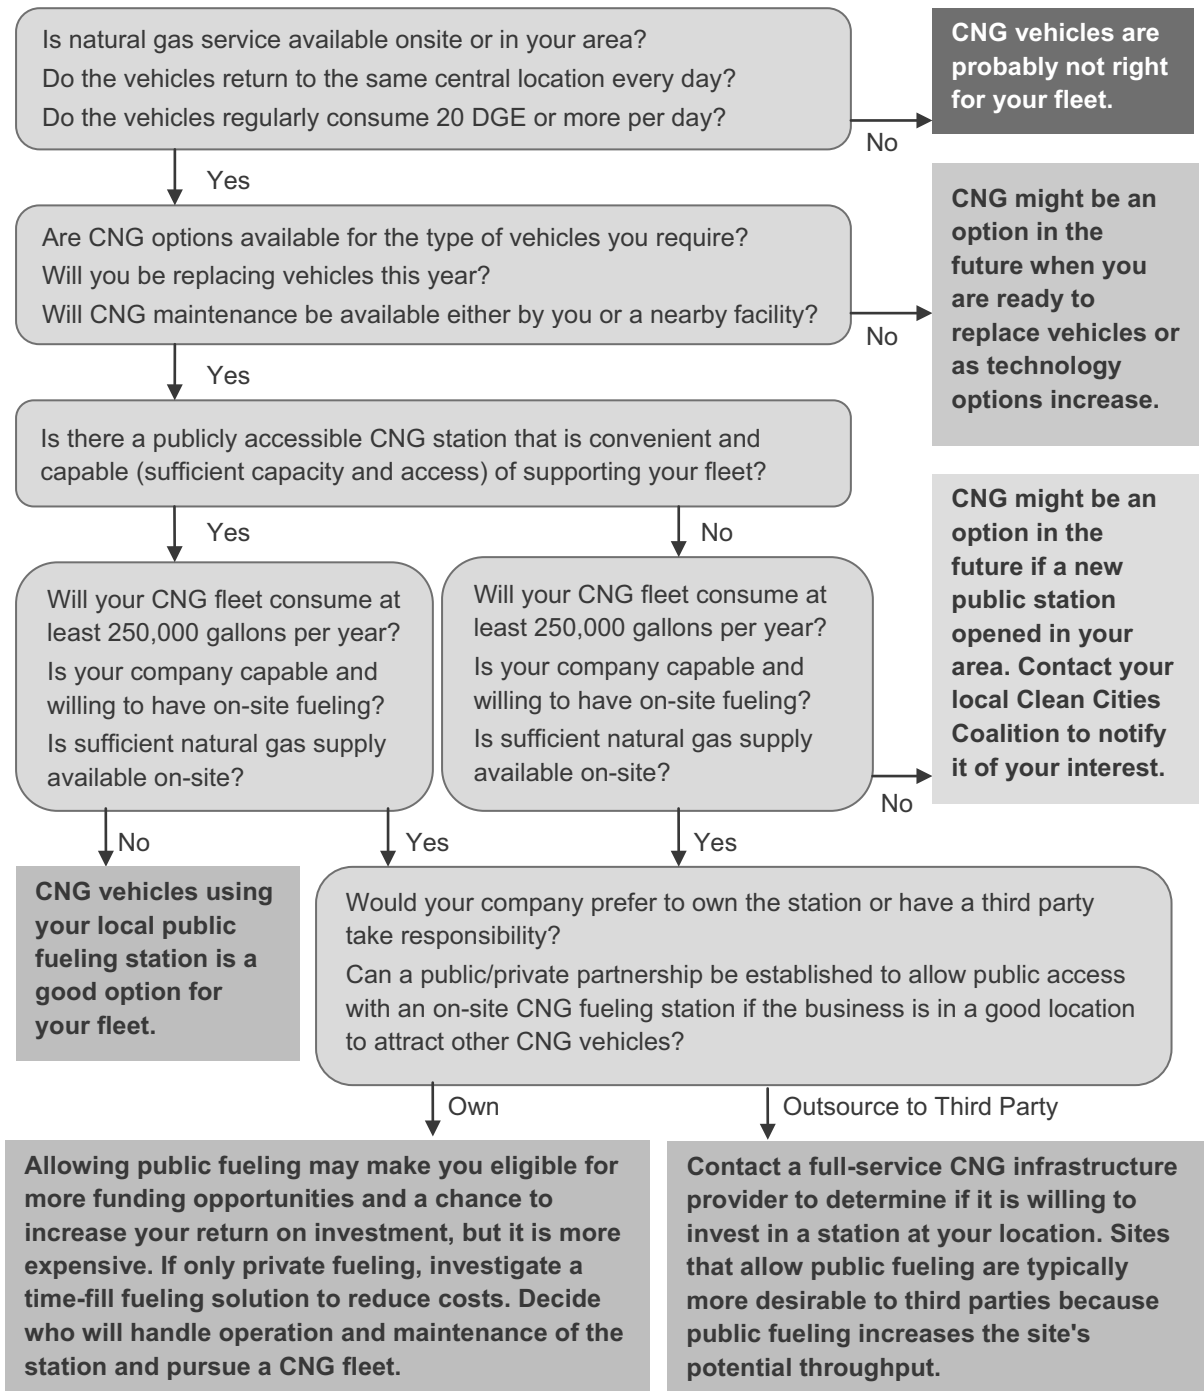 Is natural gas service available onsite or in your area?
Do the vehicles return to the same central location every day?
Do the vehicles regularly consume 20 DGE or more per day?
No
CNG vehicles are
probably not right
for your fleet.
Yes
Are CNG options available for the type of vehicles you require?
Will you be replacing vehicles this year?
Will CNG maintenance be available either by you or a nearby facility?
No
CNG might be an
option in the
future when you
are ready to
replace vehicles or
as technology
options increase.
Yes
Is there a publicly accessible CNG station that is convenient and
capable (sufficient capacity and access) of supporting your fleet?
Yes
No
Will your CNG fleet consume at
least 250,000 gallons per year?
Is your company capable and
willing to have on-site fueling?
Is sufficient natural gas supply
available on-site?
Will your CNG fleet consume at
least 250,000 gallons per year?
Is your company capable and
willing to have on-site fueling?
Is sufficient natural gas supply
available on-site?
No
CNG might be an
option in the
future if a new
public station
opened in your
area. Contact your
local Clean Cities
Coalition to notify
it of your interest.
No
Yes
Yes
CNG vehicles using
your local public
fueling station is a
good option for
your fleet.
Would your company prefer to own the station or have a third party
take responsibility?
Can a public/private partnership be established to allow public access
with an on-site CNG fueling station if the business is in a good location
to attract other CNG vehicles?
Own
Outsource to Third Party
Allowing public fueling may make you eligible for
more funding opportunities and a chance to
increase your return on investment, but it is more
expensive. If only private fueling, investigate a
time-fill fueling solution to reduce costs. Decide
who will handle operation and maintenance of the
station and pursue a CNG fleet.
Contact a full-service CNG infrastructure
provider to determine if it is willing to
invest in a station at your location. Sites
that allow public fueling are typically
more desirable to third parties because
public fueling increases the site's
potential throughput.